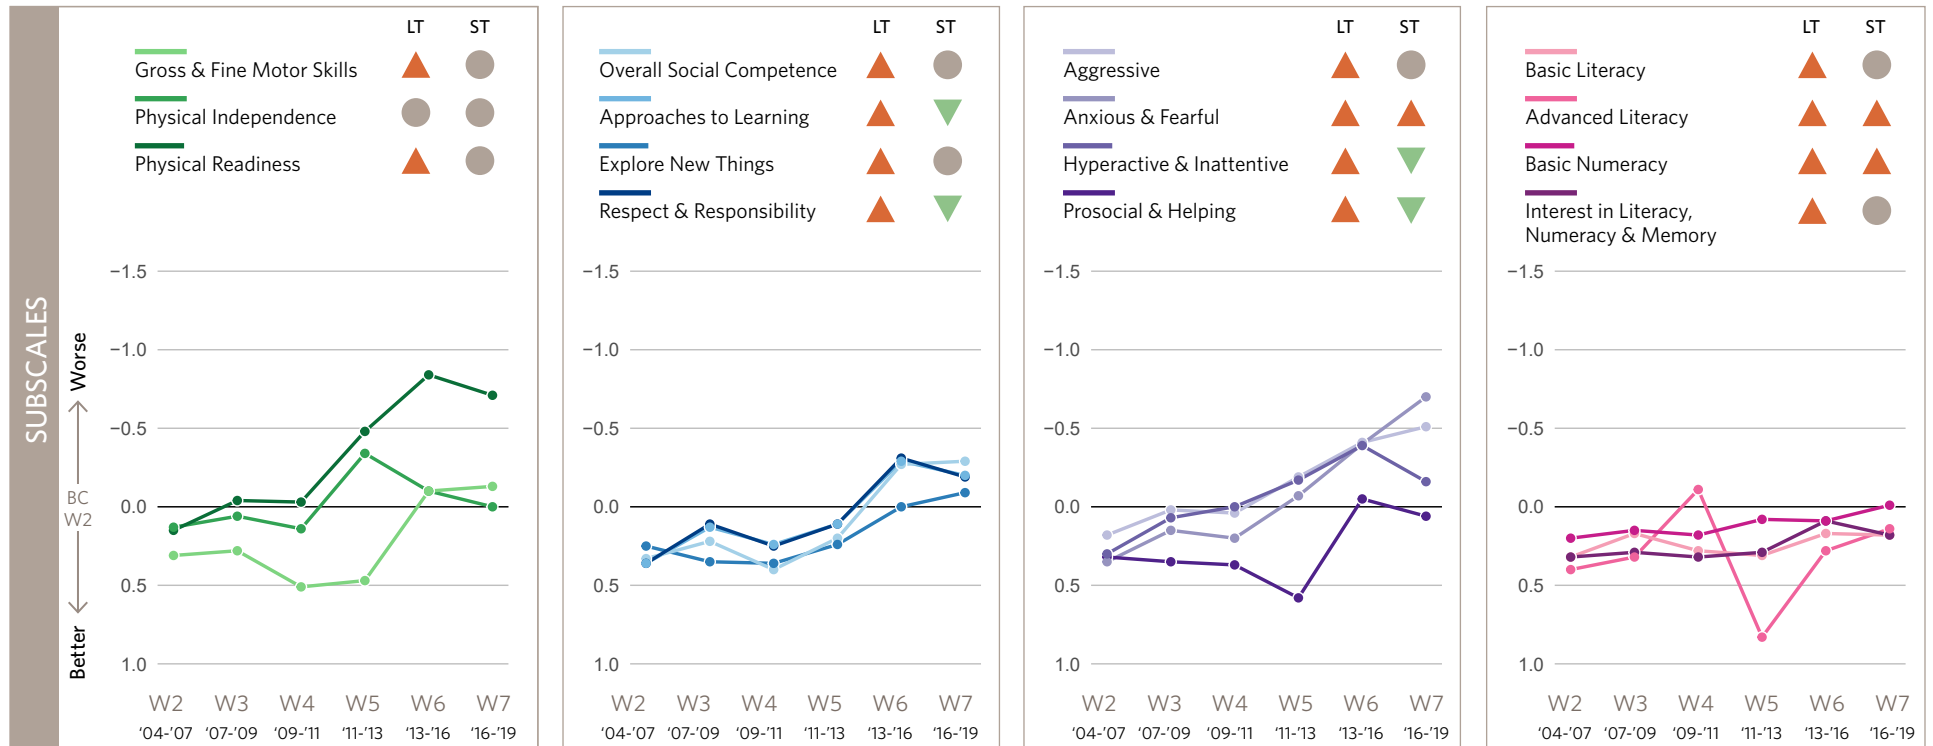 SUBSCALES
Worse
BC
W2
Better
LT ST
Gross & Fine Motor Skills
Physical Independence
Physical Readiness
−1.5
−1.0
−0.5
0.0
0.5
1.0
W2 W3 W4 W5 W6 W7
‘04-’07 ‘07-’09 ‘09-’11 ‘11-’13 ‘13-’16 ‘16-’19
LT ST
Overall Social Competence
Approaches to Learning
Explore New Things
Respect & Responsibility
−1.5
−1.0
−0.5
0.0
0.5
1.0
W2 W3 W4 W5 W6 W7
‘04-’07 ‘07-’09 ‘09-’11 ‘11-’13 ‘13-’16 ‘16-’19
LT ST
Aggressive
Anxious & Fearful
Hyperactive & Inattentive
Prosocial & Helping
−1.5
−1.0
−0.5
0.0
0.5
1.0
W2 W3 W4 W5 W6 W7
‘04-’07 ‘07-’09 ‘09-’11 ‘11-’13 ‘13-’16 ‘16-’19
LT ST
Basic Literacy
Advanced Literacy
Basic Numeracy
Interest in Literacy,
Numeracy & Memory
−1.5
−1.0
−0.5
0.0
0.5
1.0
W2 W3 W4 W5 W6 W7
‘04-’07 ‘07-’09 ‘09-’11 ‘11-’13 ‘13-’16 ‘16-’19